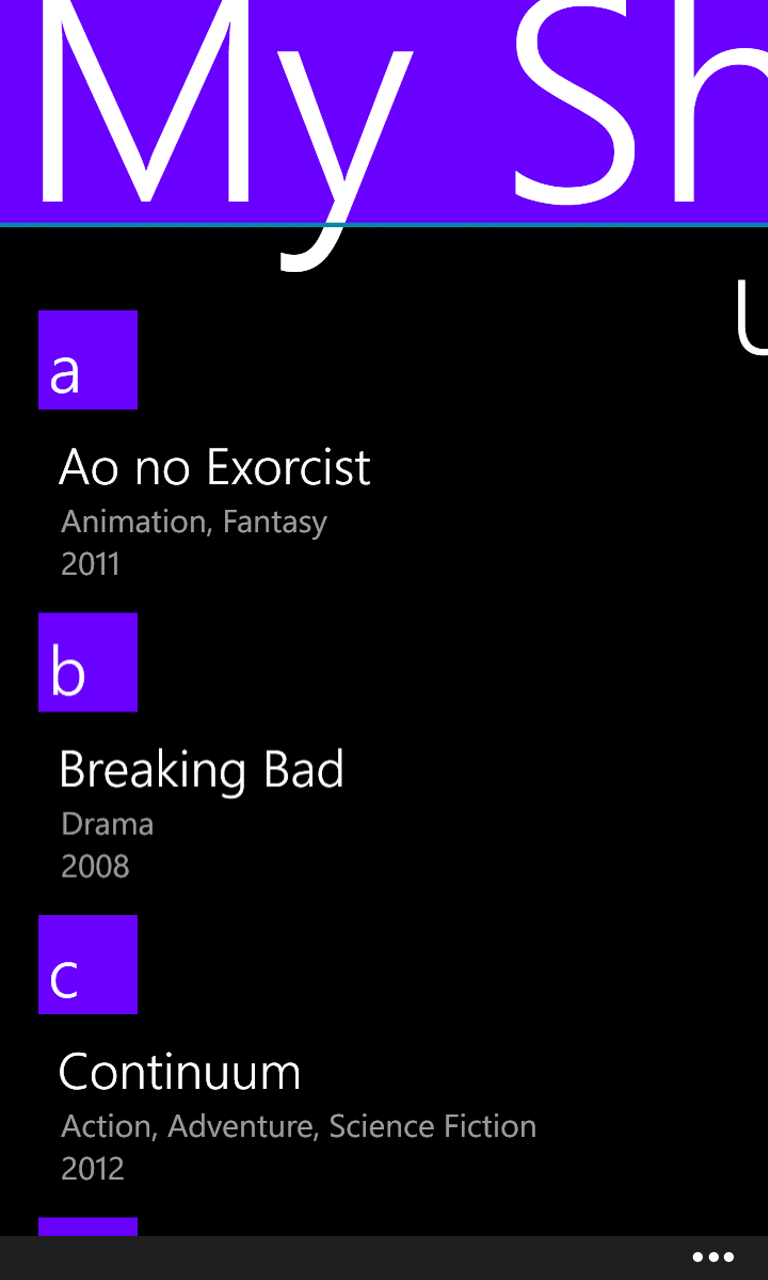 My Sh
a
Ao no Exorcist
Animation, Fantasy
2011
b
Breaking Bad
Drama
2008
c
Continuum
Action, Adventure, Science Fiction
2012